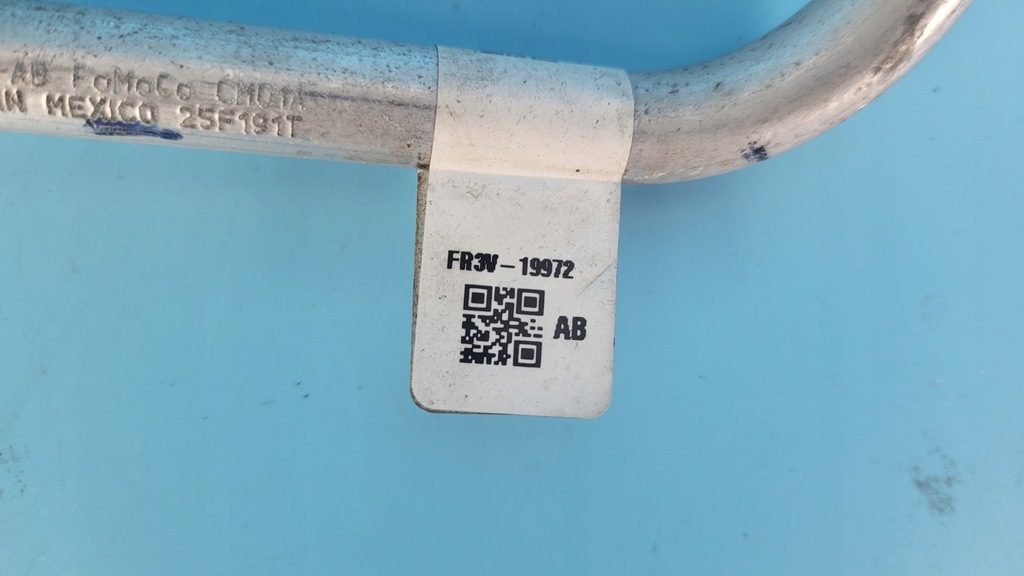 AB FoMoCo CM01A
IN MEXICO 25F191T
FR3V-19972
AB